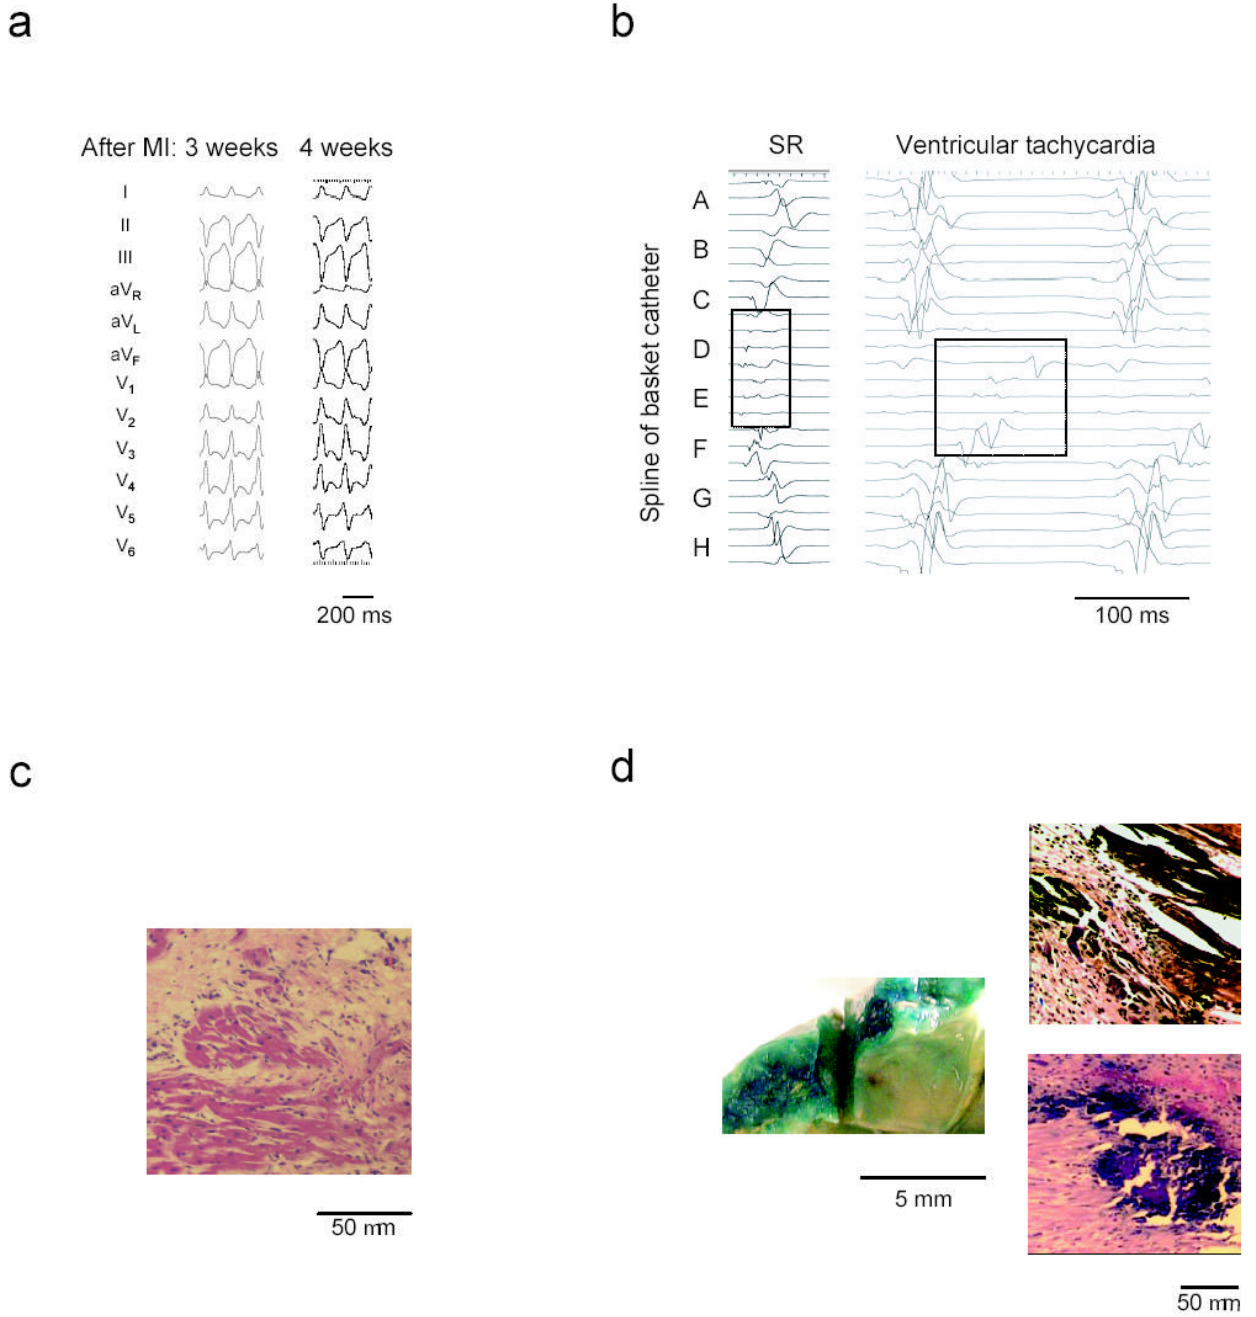 a
After MI: 3 weeks 4 weeks
I
II
III
aVR
aVL
aVF
V1
V2
V3
V4
V5
V6
200 ms
b
SR Ventricular tachycardia
Spline of basket catheter
A
B
C
D
E
F
G
H
100 ms
c
50 mm
d
5 mm
50 mm